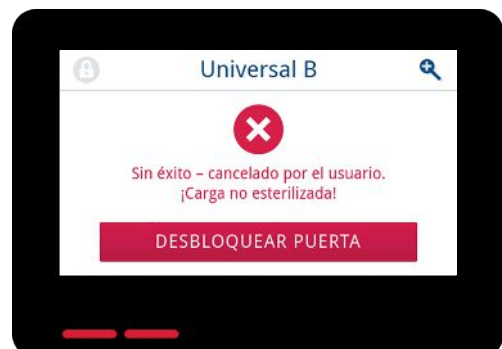 Universal B
Sin éxito – cancelado por el usuario.
¡Carga no esterilizada!
DESBLOQUEAR PUERTA